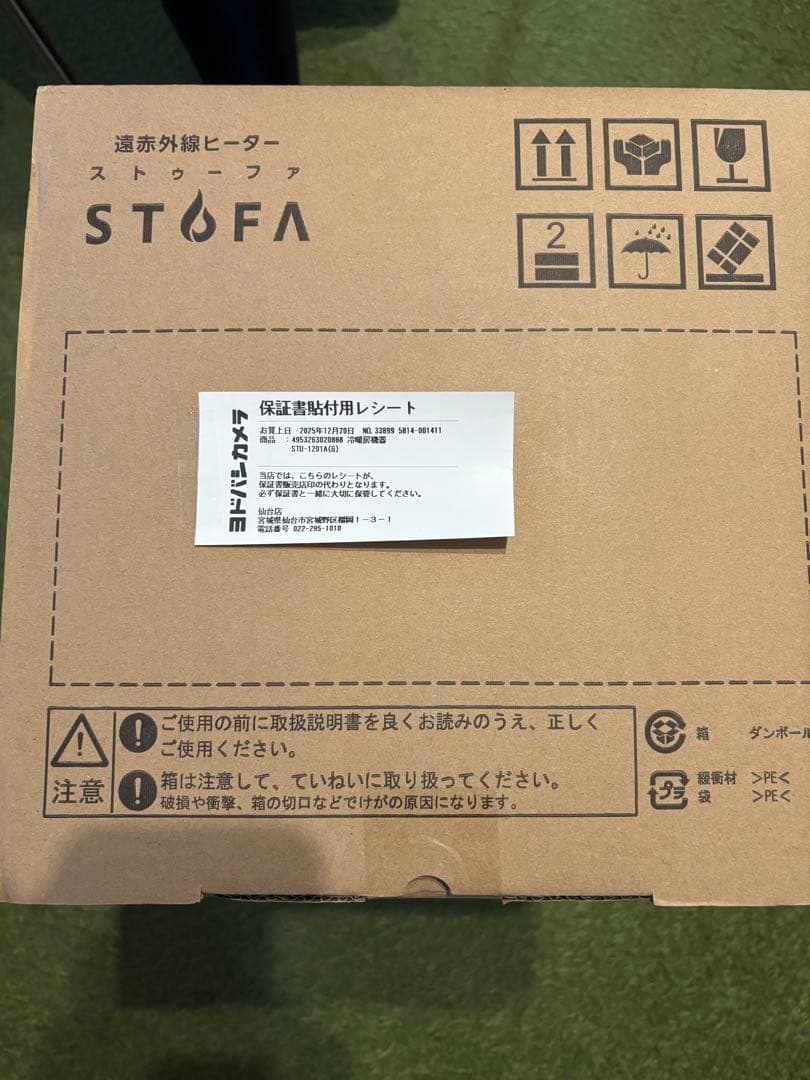 遠赤外線ヒーター
ストゥーファ
STOFA
2
ヨドバシカメラ
保証書貼付用レシート
お買上日 2025年12月20日 NO.33899 5814-001411
商品 :4953263020888 冷暖房機器
STU-1201A(G)
当店では、こちらのレシートが、
保証書販売店印の代わりとなります。
必ず保証書と一緒に大切に保管してください。
仙台店
宮城県仙台市宮城野区榴岡1-3-1
電話番号 022-295-1010
注意
ご使用の前に取扱説明書を良くお読みのうえ、正しく
ご使用ください。
箱は注意して、ていねいに取り扱ってください。
破損や衝撃、箱の切口などでけがの原因になります。
箱 ダンボール
プラ
緩衝材 >PE<
袋 >PE<